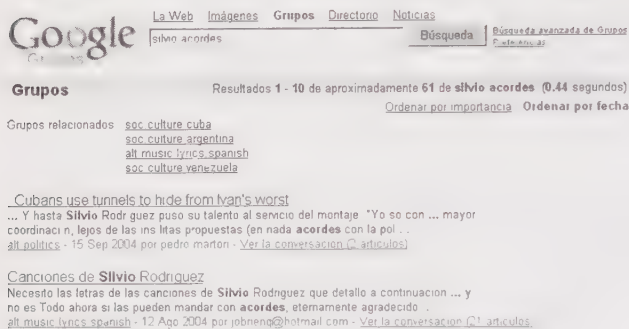 La Web Imágenes Grupos Directorio Noticias
Google
Grupos
silvio acordes
Búsqueda
Búsqueda avanzada de Grupos
Preferencias
Grupos
Resultados 1 - 10 de aproximadamente 61 de silvio acordes (0.44 segundos)
Ordenar por importancia Ordenar por fecha
Grupos relacionados soc culture cuba
soc culture argentina
alt music lyrics.spanish
soc culture venezuela
Cubans use tunnels to hide from Ivan's worst
... Y hasta Silvio Rodr guez puso su talento al servicio del montaje "Yo so con ... mayor
coordinaci n, lejos de las ins litas propuestas (en nada acordes con la pol ..
alt politics - 15 Sep 2004 por pedro marton - Ver la conversacion (2 articulos)
Canciones de Silvio Rodriguez
Necesito las letras de las canciones de Silvio Rodriguez que detallo a continuacion ... y
no es Todo ahora si las pueden mandar con acordes, eternamente agradecido .
alt music lyrics spanish - 12 Ago 2004 por jobneng@hotmail com - Ver la conversacion (21 articulos)